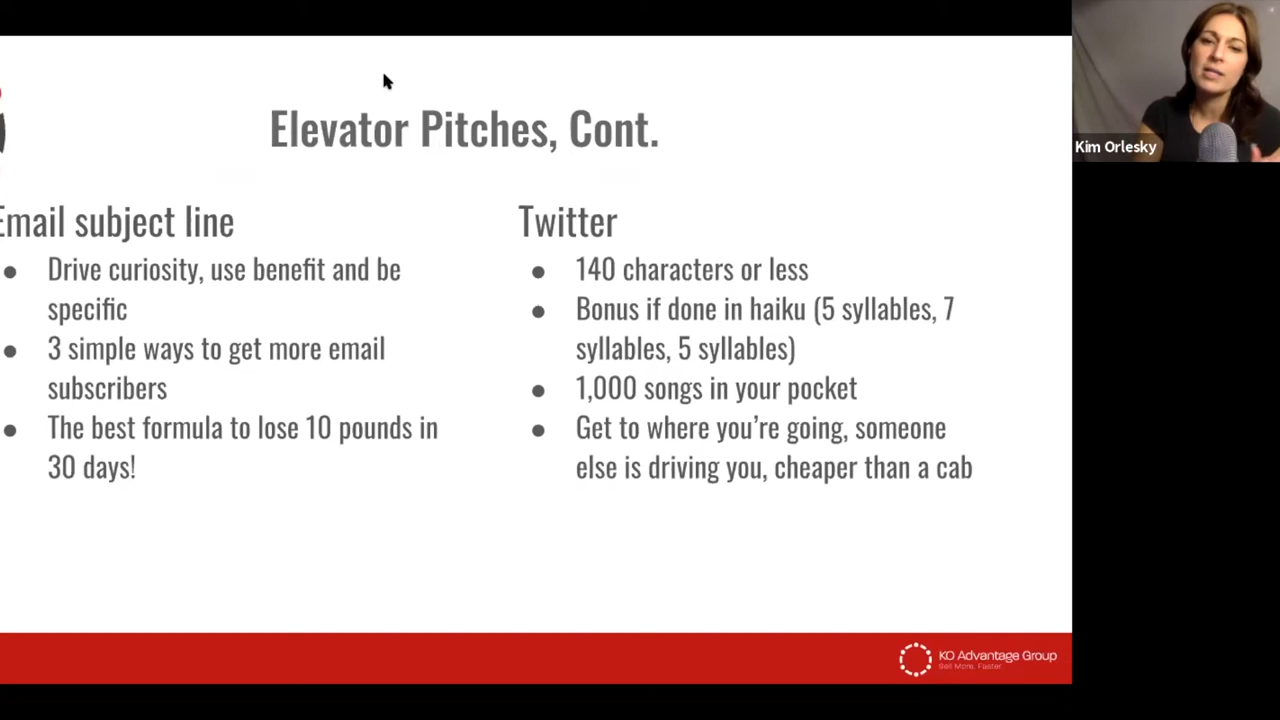 Elevator Pitches, Cont.
Email subject line
● Drive curiosity, use benefit and be
specific
● 3 simple ways to get more email
subscribers
● The best formula to lose 10 pounds in
30 days!
Twitter
● 140 characters or less
● Bonus if done in haiku (5 syllables, 7
syllables, 5 syllables)
● 1,000 songs in your pocket
● Get to where you’re going, someone
else is driving you, cheaper than a cab
Kim Orlesky
KO Advantage Group
Sell More, Faster